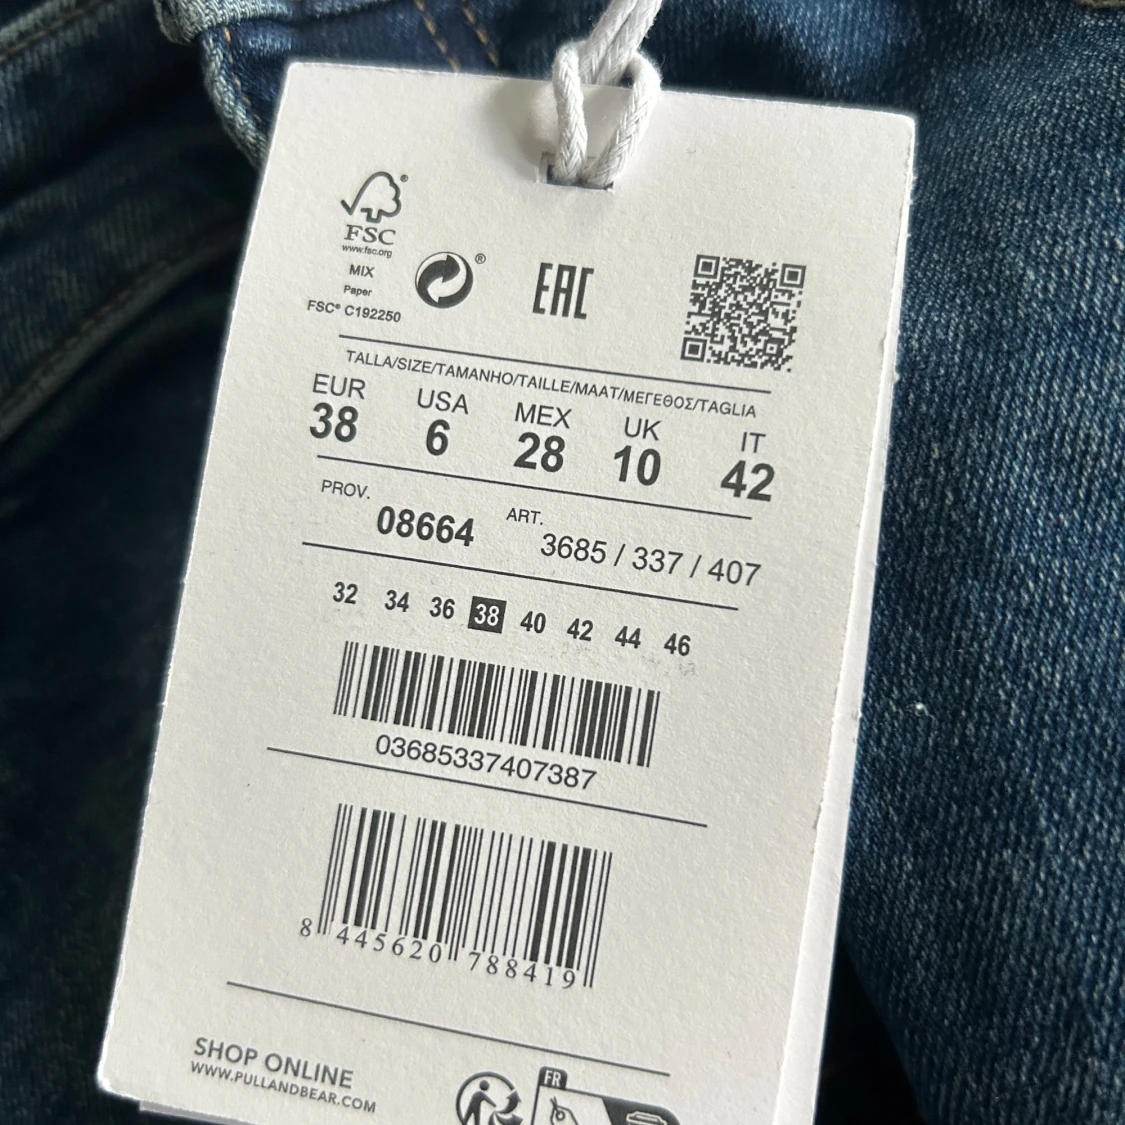 FSC®
www.fsc.org
MIX
Paper
FSC® C192250
®
EAC
TALLA/SIZE/TAMANHO/TAILLE/MAAT/ΜΕΓΕΘΟΣ/TAGLIA
EUR USA MEX UK IT
38 6 28 10 42
PROV. 08664 ART. 3685 / 337 / 407
32 34 36 38 40 42 44 46
03685337407387
8 445620 788419
SHOP ONLINE
WWW.PULLANDBEAR.COM
FR